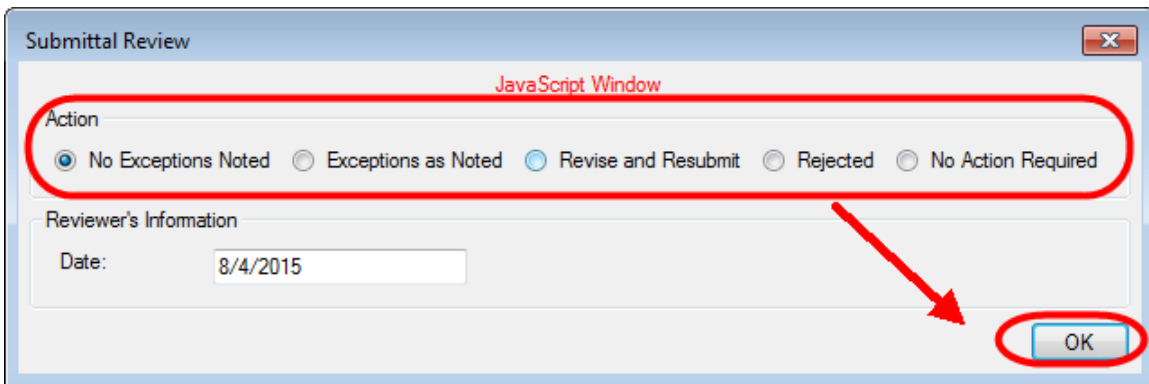 Submittal Review
JavaScript Window
Action
No Exceptions Noted Exceptions as Noted Revise and Resubmit Rejected No Action Required
Reviewer's Information
Date: 8/4/2015
OK